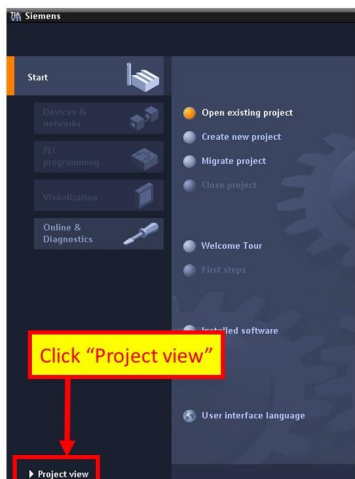 TIA Siemens
Start
Devices &
networks
PLC
programming
Visualization
Online &
Diagnostics
Open existing project
Create new project
Migrate project
Close project
Welcome Tour
First steps
Installed software
User interface language
Click “Project view”
Project view